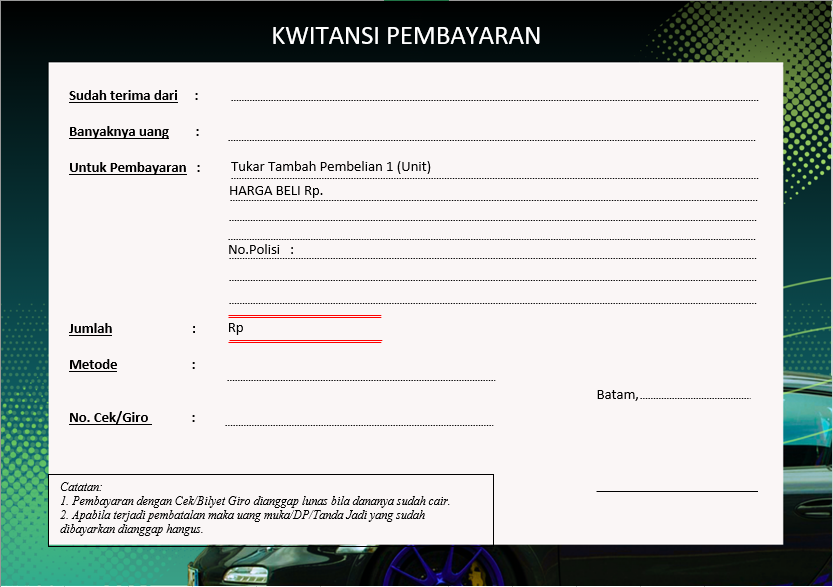 KWITANSI PEMBAYARAN
Sudah terima dari :
Banyaknya uang :
Untuk Pembayaran : Tukar Tambah Pembelian 1 (Unit)
HARGA BELI Rp.
No.Polisi :
Jumlah : Rp
Metode :
Batam,
No. Cek/Giro :
Catatan:
1. Pembayaran dengan Cek/Bilyet Giro dianggap lunas bila dananya sudah cair.
2. Apabila terjadi pembatalan maka uang muka/DP/Tanda Jadi yang sudah
dibayarkan dianggap hangus.